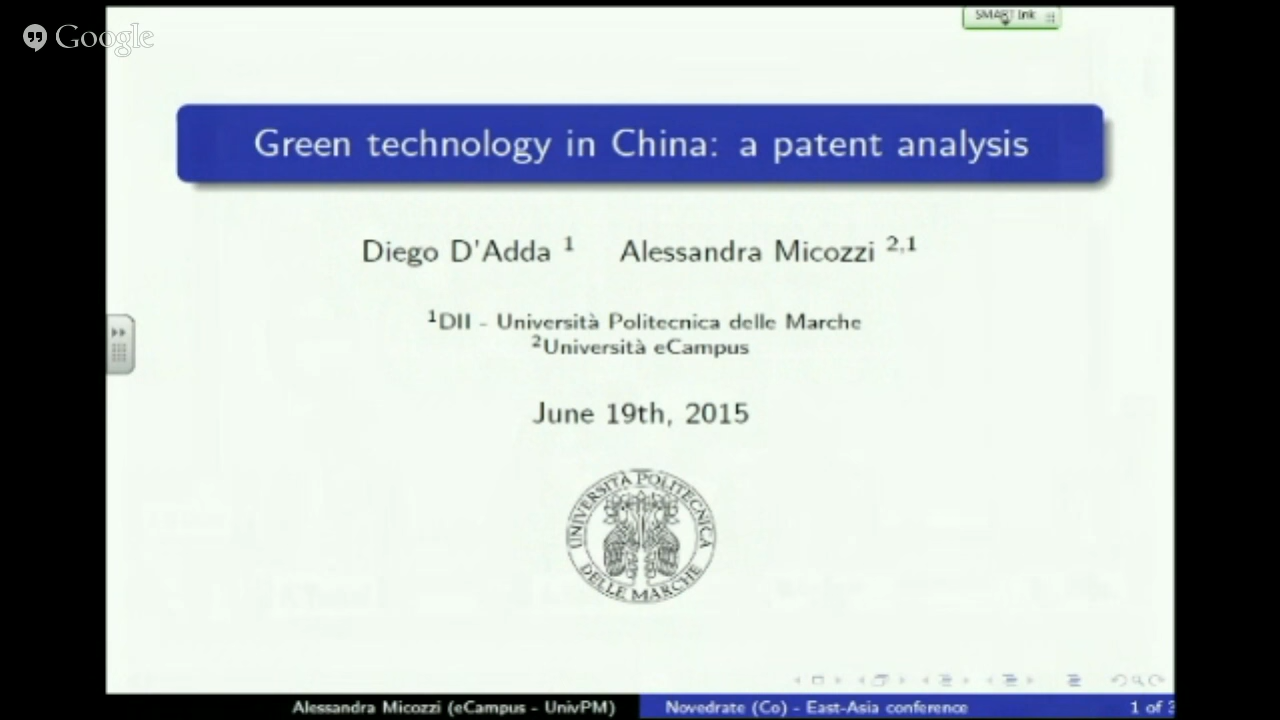 SMART Ink
Google
Green technology in China: a patent analysis
Diego D'Adda 1 Alessandra Micozzi 2,1
1DII - Università Politecnica delle Marche
2Università eCampus
June 19th, 2015
UNIVERSITÀ POLITECNICA
DELLE MARCHE
Alessandra Micozzi (eCampus - UnivPM) Novedrate (Co) - East-Asia conference 1 of